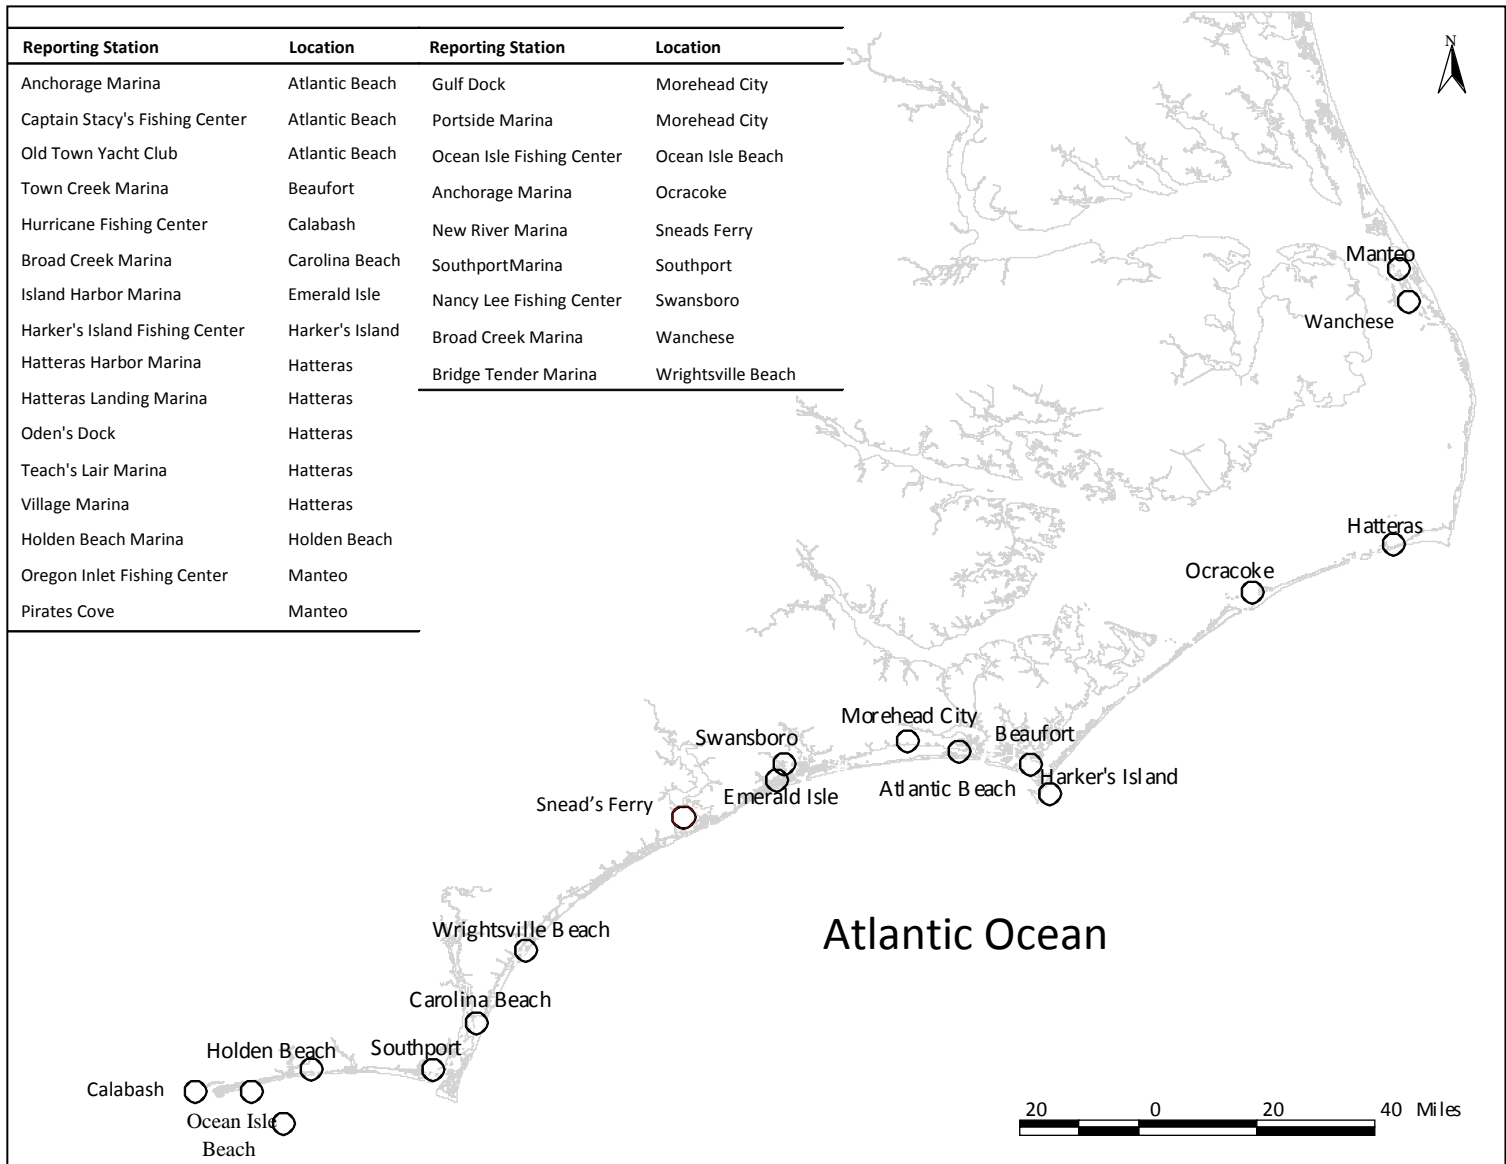 Reporting Station Location Reporting Station Location
Anchorage Marina Atlantic Beach Gulf Dock Morehead City
Captain Stacy's Fishing Center Atlantic Beach Portside Marina Morehead City
Old Town Yacht Club Atlantic Beach Ocean Isle Fishing Center Ocean Isle Beach
Town Creek Marina Beaufort Anchorage Marina Ocracoke
Hurricane Fishing Center Calabash New River Marina Sneads Ferry
Broad Creek Marina Carolina Beach SouthportMarina Southport
Island Harbor Marina Emerald Isle Nancy Lee Fishing Center Swansboro
Harker's Island Fishing Center Harker's Island Broad Creek Marina Wanchese
Hatteras Harbor Marina Hatteras Bridge Tender Marina Wrightsville Beach
Hatteras Landing Marina Hatteras
Oden's Dock Hatteras
Teach's Lair Marina Hatteras
Village Marina Hatteras
Holden Beach Marina Holden Beach
Oregon Inlet Fishing Center Manteo
Pirates Cove Manteo
N
Manteo
Wanchese
Hatteras
Ocracoke
Morehead City
Swansboro
Beaufort
Harker's Island
Atlantic Beach
Emerald Isle
Snead’s Ferry
Wrightsville Beach
Atlantic Ocean
Carolina Beach
Holden Beach
Southport
Calabash
Ocean Isle
Beach
20 0 20 40 Miles